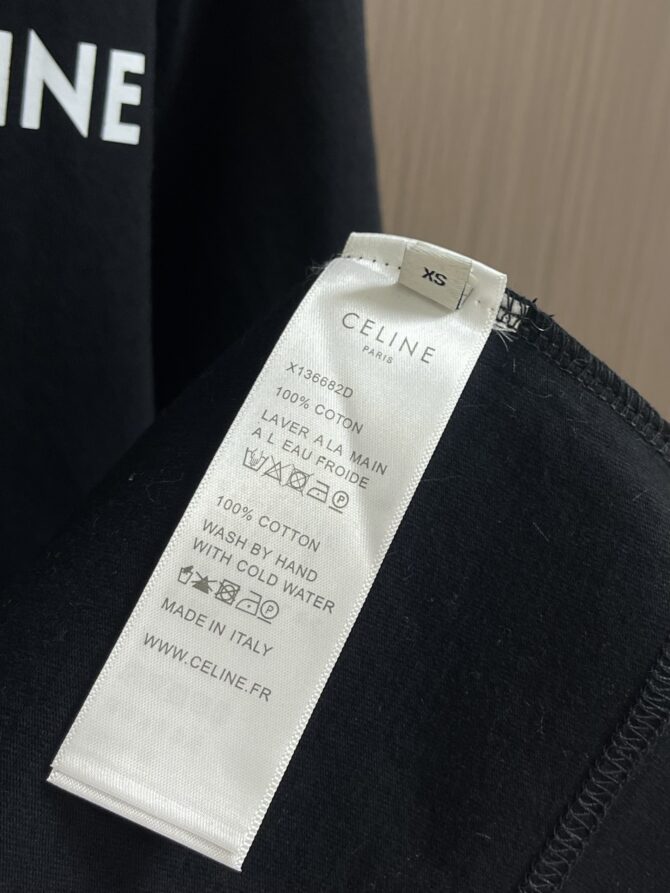 INE
XS
CELINE
PARIS
X136682D
100% COTON
LAVER A LA MAIN
A L EAU FROIDE
P
100% COTTON
WASH BY HAND
WITH COLD WATER
P
MADE IN ITALY
WWW.CELINE.FR